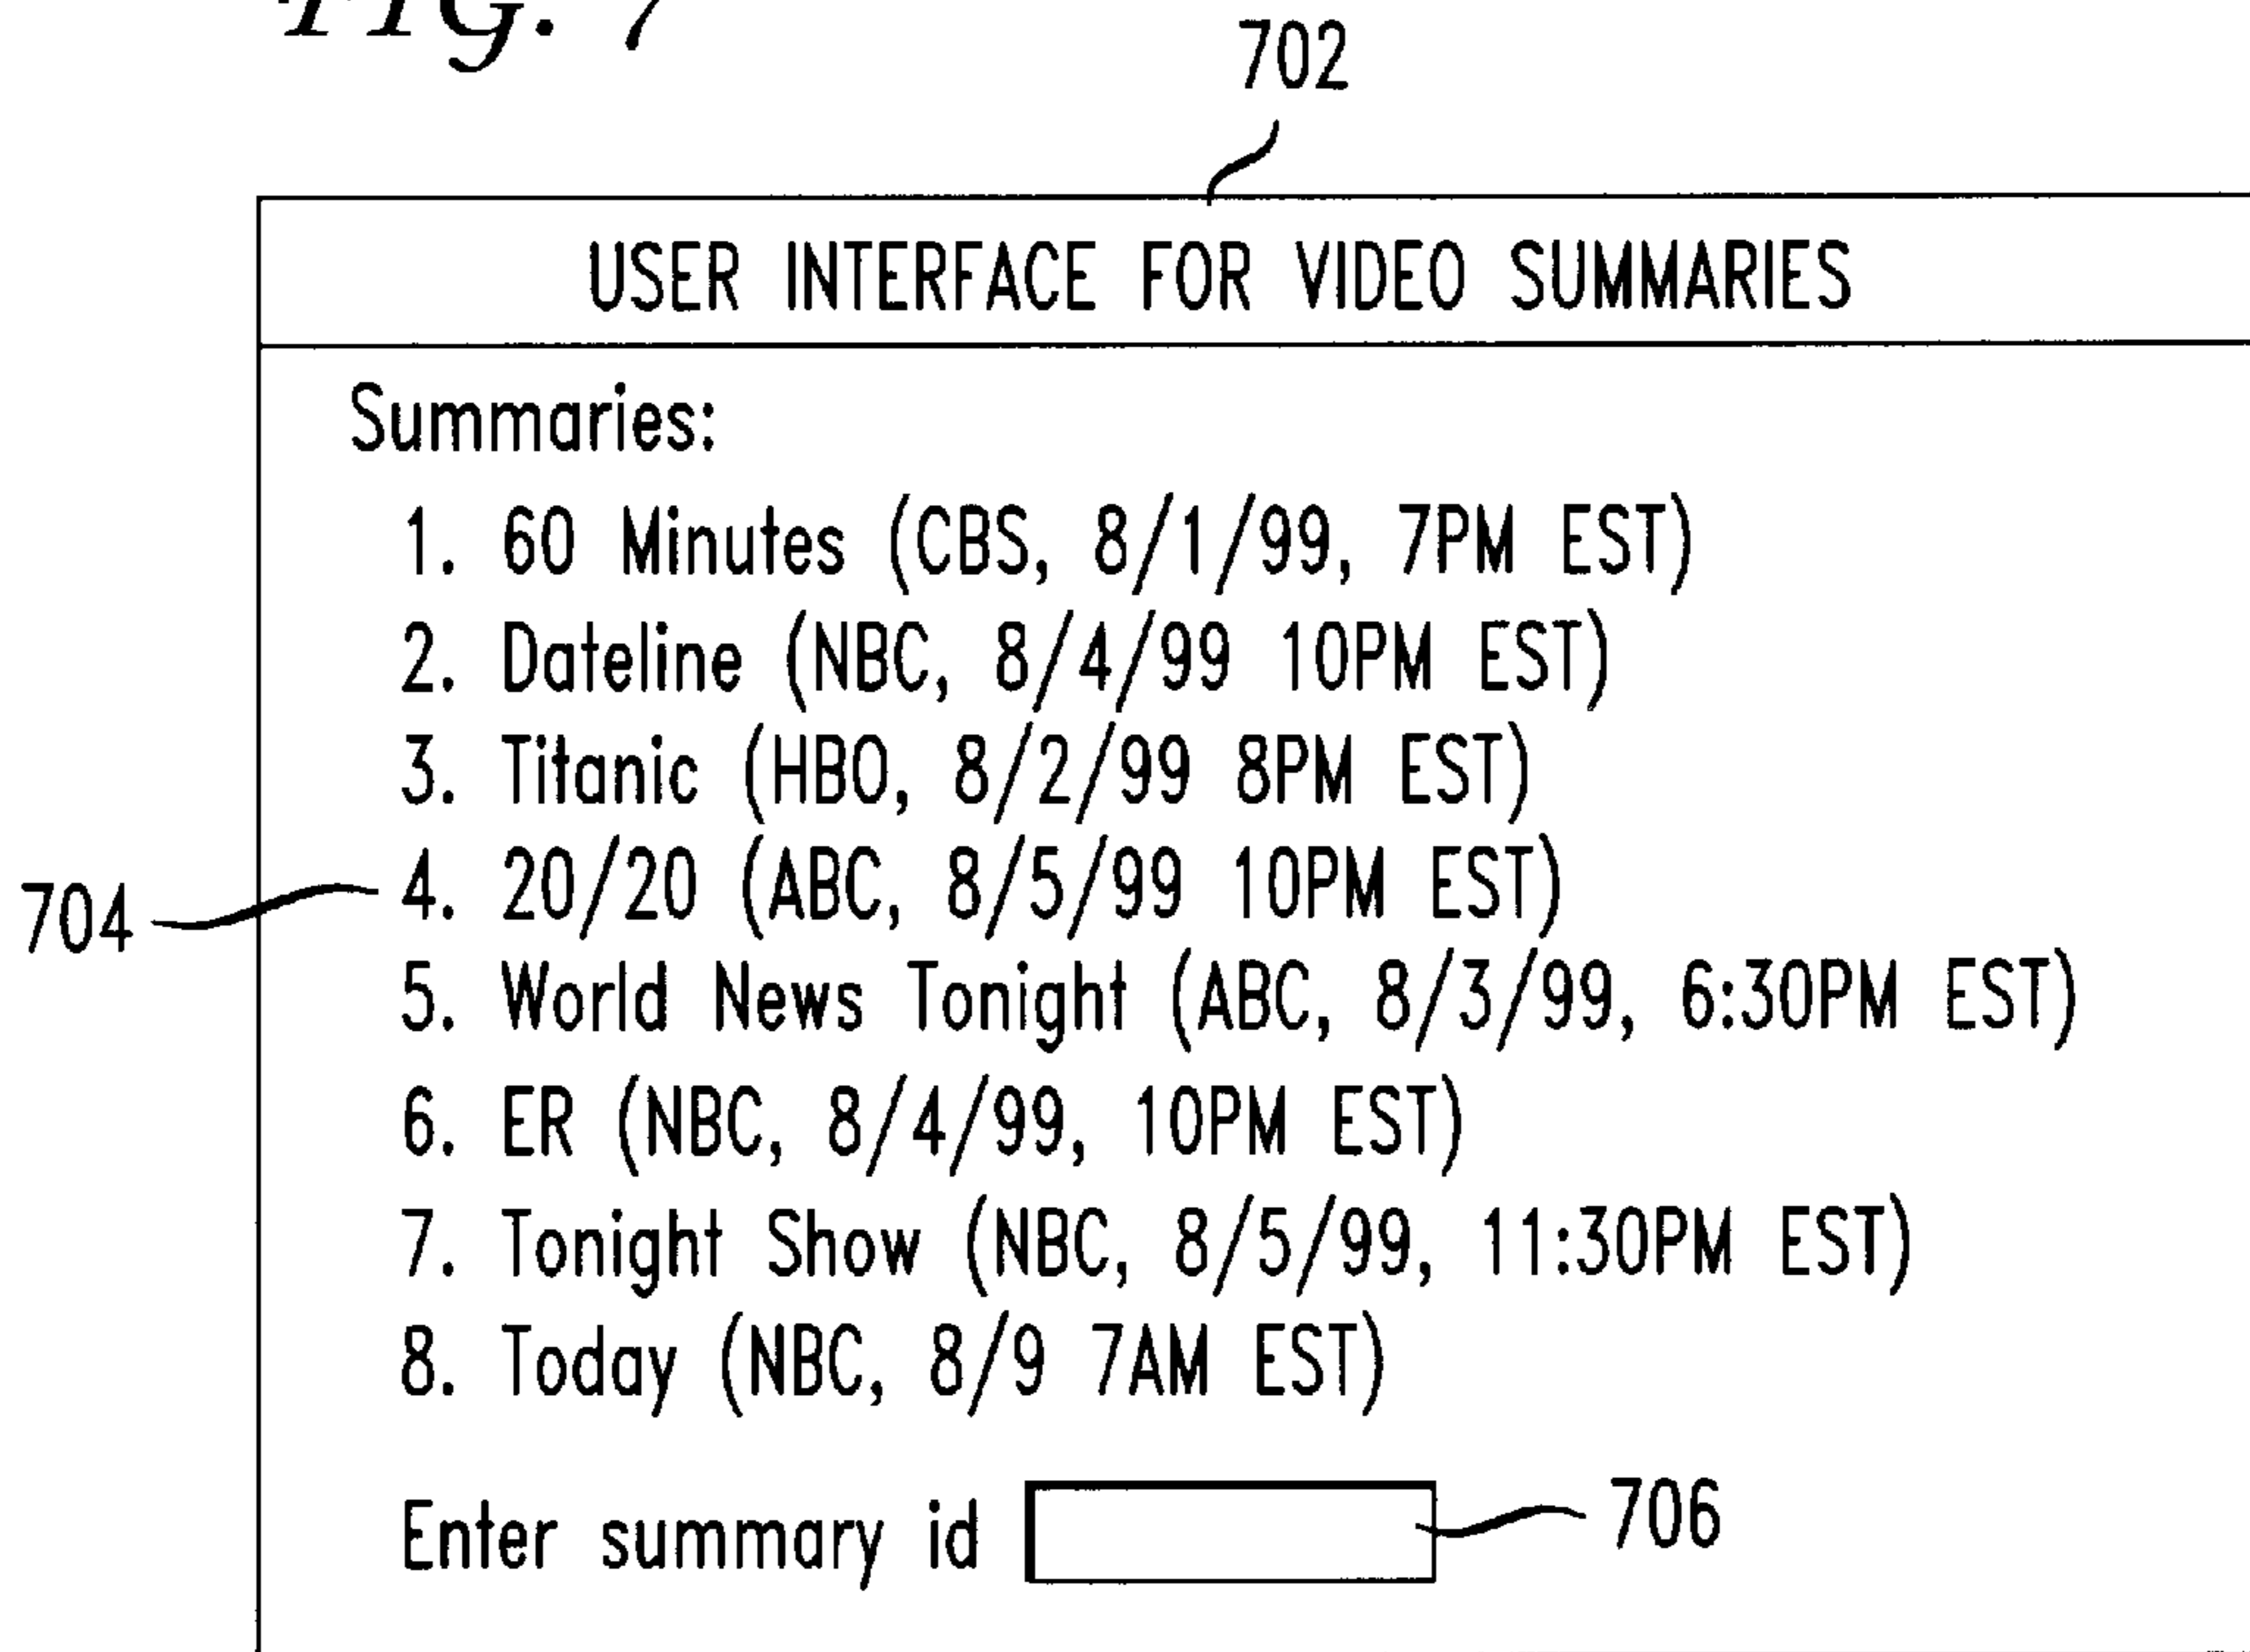 FIG. 7
702
USER INTERFACE FOR VIDEO SUMMARIES
Summaries:
1. 60 Minutes (CBS, 8/1/99, 7PM EST)
2. Dateline (NBC, 8/4/99 10PM EST)
3. Titanic (HBO, 8/2/99 8PM EST)
704
4. 20/20 (ABC, 8/5/99 10PM EST)
5. World News Tonight (ABC, 8/3/99, 6:30PM EST)
6. ER (NBC, 8/4/99, 10PM EST)
7. Tonight Show (NBC, 8/5/99, 11:30PM EST)
8. Today (NBC, 8/9 7AM EST)
Enter summary id
706